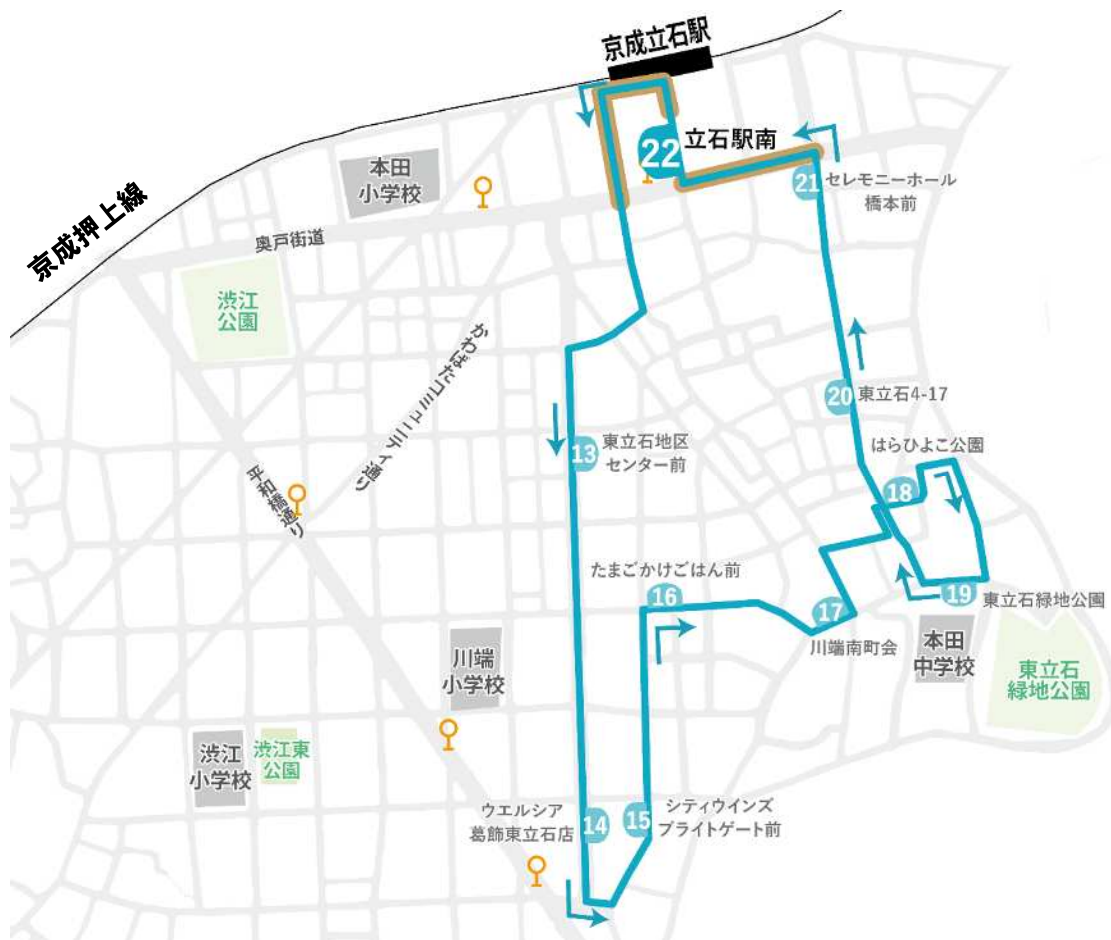 京成立石駅
立石駅南
22
21
セレモニーホール
橋本前
本田
小学校
京成押上線
奥戸街道
渋江
公園
かわばたコミュニティ通り
20
東立石4-17
はらひよこ公園
13
東立石地区
センター前
平和橋通り
18
たまごかけごはん前
16
19
東立石緑地公園
17
川端南町会
本田
中学校
川端
小学校
東立石
緑地公園
渋江
小学校
渋江東
公園
ウエルシア
葛飾東立石店
14
15
シティウインズ
ブライトゲート前